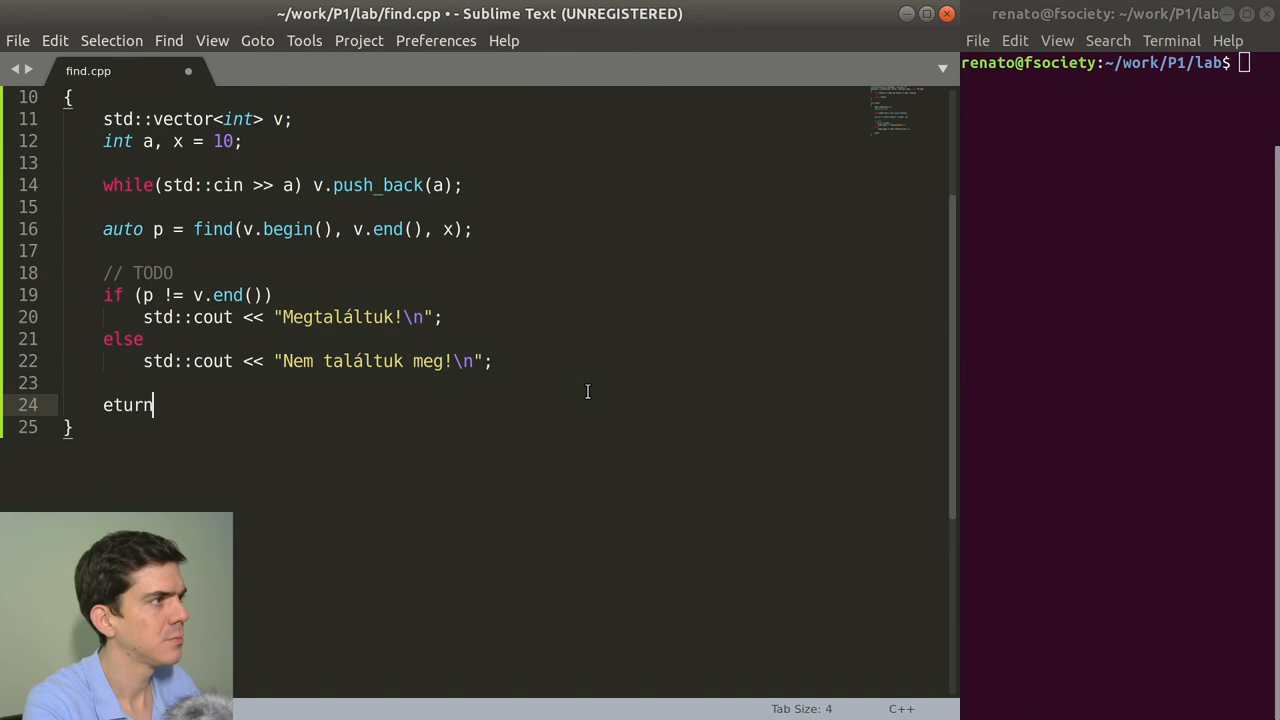 ~/work/P1/lab/find.cpp • - Sublime Text (UNREGISTERED)
renato@fsociety: ~/work/P1/lab
File Edit Selection Find View Goto Tools Project Preferences Help
File Edit View Search Terminal Help
find.cpp
renato@fsociety:~/work/P1/lab$
10 {
11 std::vector<int> v;
12 int a, x = 10;
13
14 while(std::cin >> a) v.push_back(a);
15
16 auto p = find(v.begin(), v.end(), x);
17
18 // TODO
19 if (p != v.end())
20 std::cout << "Megtaláltuk!\n";
21 else
22 std::cout << "Nem találtuk meg!\n";
23
24 eturn
25 }
Tab Size: 4 C++